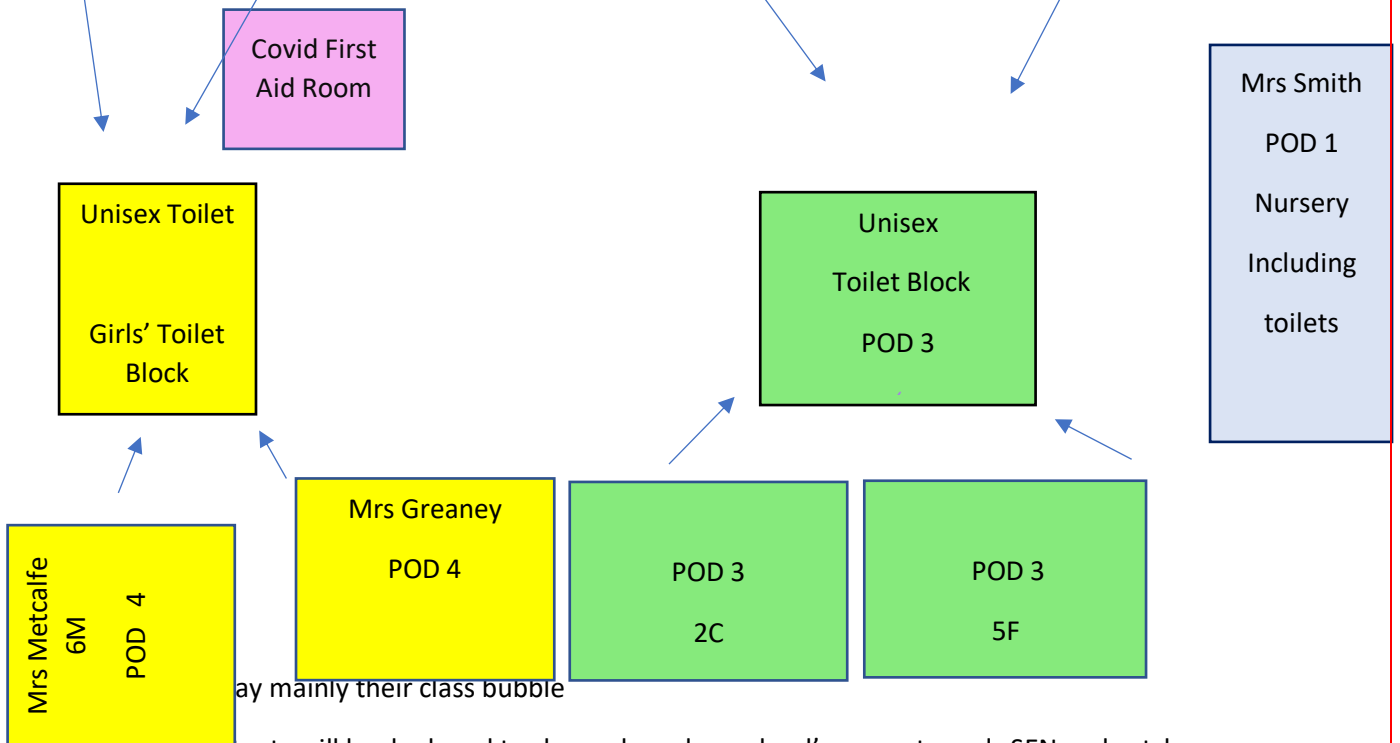 Covid First
Aid Room
Mrs Smith
POD 1
Nursery
Including
toilets
Unisex Toilet
Girls' Toilet
Block
Unisex
Toilet Block
POD 3
Mrs Metcalfe
6M
POD 4
Mrs Greaney
POD 4
POD 3
2C
POD 3
5F
ay mainly their class bubble